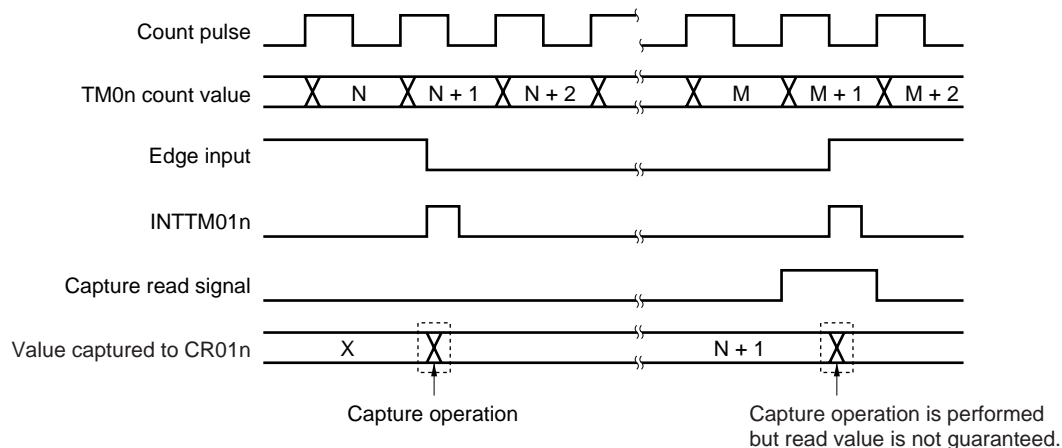 Count pulse
TM0n count value
N
N + 1
N + 2
M
M + 1
M + 2
Edge input
INTTM01n
Capture read signal
Value captured to CR01n
X
N + 1
Capture operation
Capture operation is performed
but read value is not guaranteed.